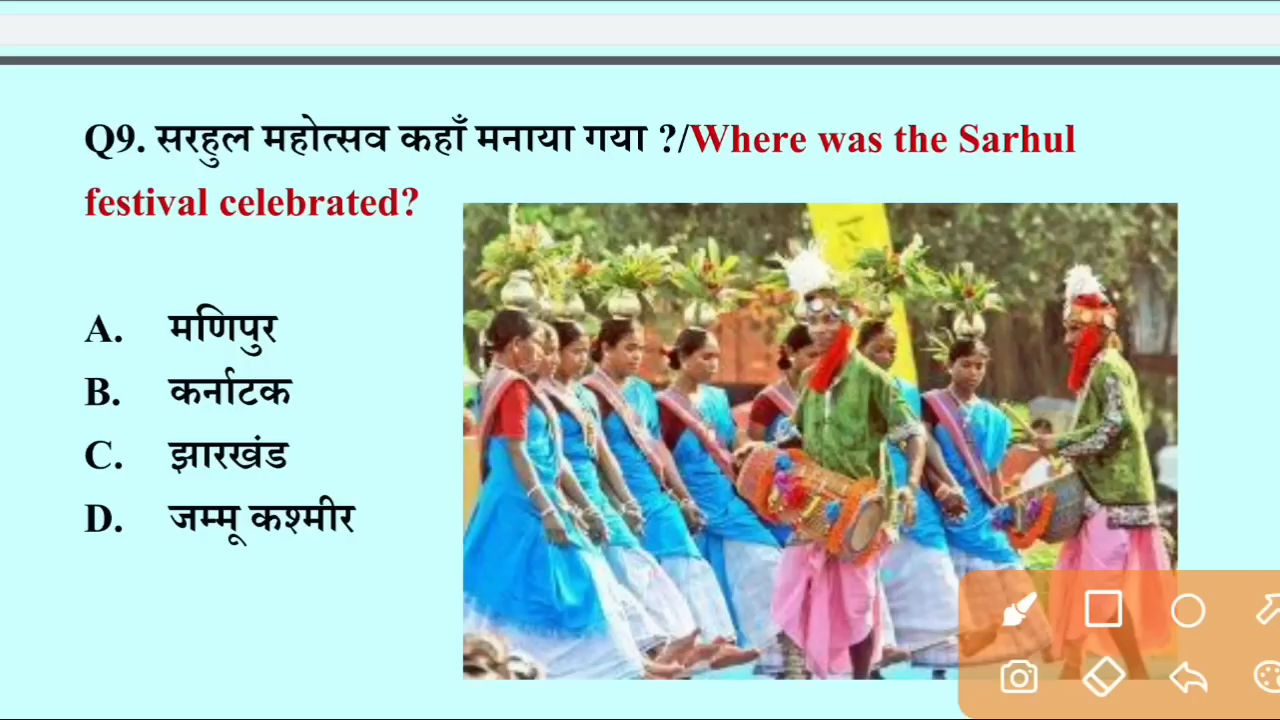 Q9. सरहुल महोत्सव कहाँ मनाया गया ?/Where was the Sarhul
festival celebrated?
A. मणिपुर
B. कर्नाटक
C. झारखंड
D. जम्मू कश्मीर